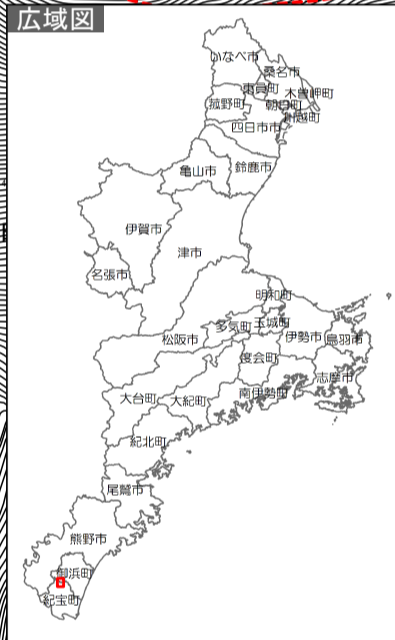 広域図
いなべ市
桑名市
東員町
木曽岬町
菰野町
朝日町
川越町
四日市市
亀山市
鈴鹿市
伊賀市
津市
名張市
明和町
多気町
玉城町
松阪市
伊勢市
鳥羽市
度会町
志摩市
大台町
大紀町
南伊勢町
紀北町
尾鷲市
熊野市
御浜町
紀宝町